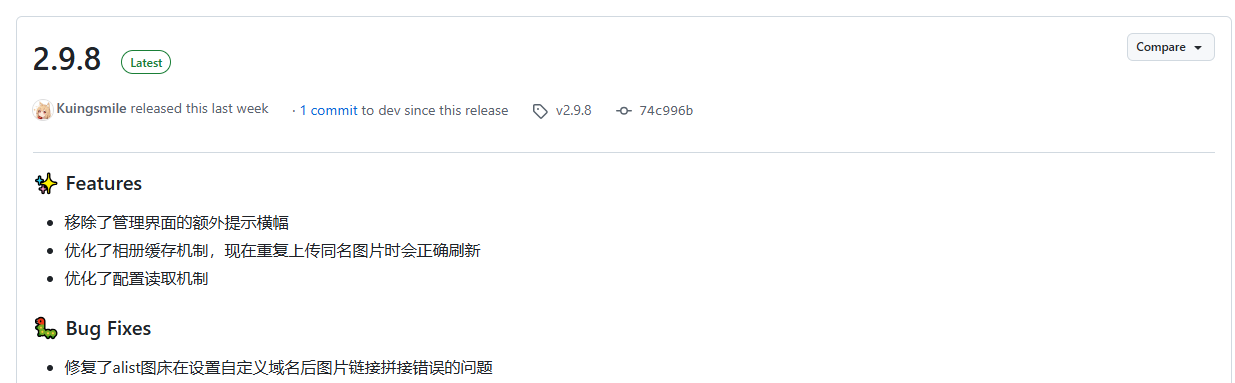 2.9.8 Latest Compare
Kuingsmile released this last week · 1 commit to dev since this release v2.9.8 74c996b
Features
移除了管理界面的额外提示横幅
优化了相册缓存机制，现在重复上传同名图片时会正确刷新
优化了配置读取机制
Bug Fixes
修复了alist图床在设置自定义域名后图片链接拼接错误的问题